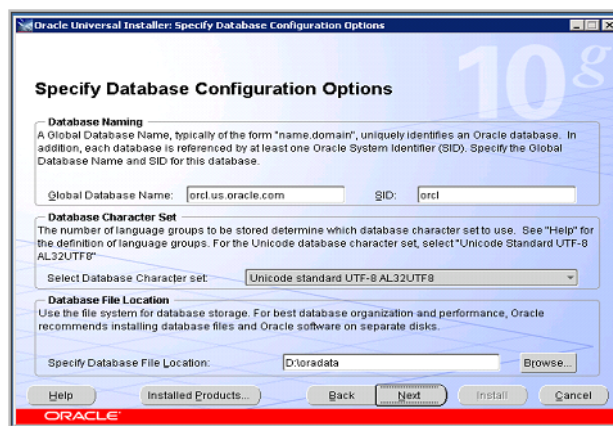 Oracle Universal Installer: Specify Database Configuration Options
10g
Specify Database Configuration Options
Database Naming
A Global Database Name, typically of the form "name.domain", uniquely identifies an Oracle database. In
addition, each database is referenced by at least one Oracle System Identifier (SID). Specify the Global
Database Name and SID for this database.
Global Database Name: orcl.us.oracle.com SID: orcl
Database Character Set
The number of language groups to be stored determine which database character set to use. See "Help" for
the definition of language groups. For the Unicode database character set, select "Unicode Standard UTF-8
AL32UTF8"
Select Database Character set: Unicode standard UTF-8 AL32UTF8
Database File Location
Use the file system for database storage. For best database organization and performance, Oracle
recommends installing database files and Oracle software on separate disks.
Specify Database File Location: D:\oradata Browse...
Help Installed Products... Back Next Install Cancel
ORACLE